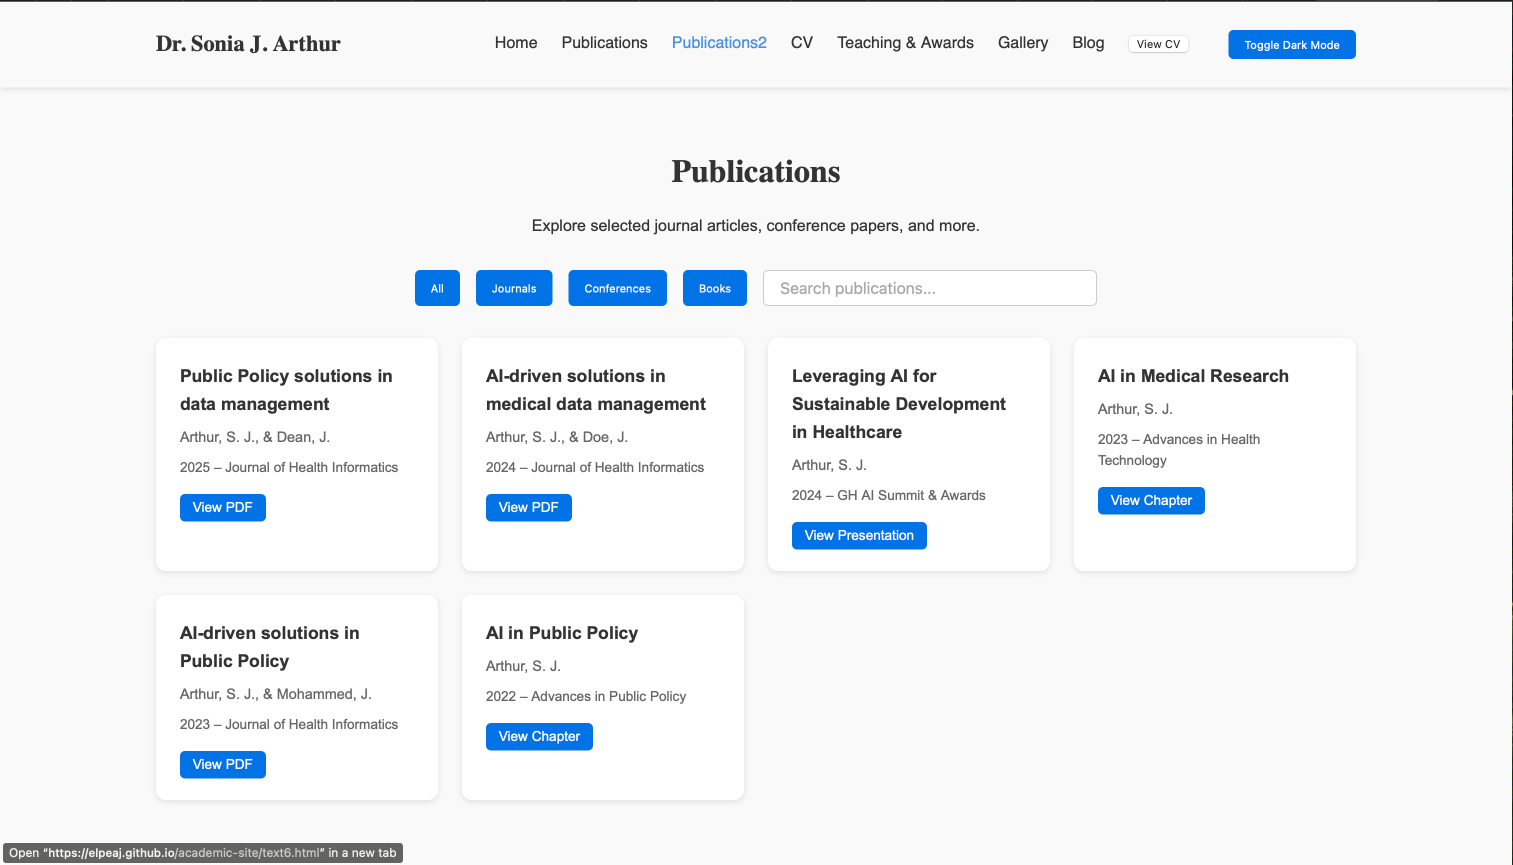 Dr. Sonia J. Arthur
Home Publications Publications2 CV Teaching & Awards Gallery Blog View CV Toggle Dark Mode
Publications
Explore selected journal articles, conference papers, and more.
All Journals Conferences Books Search publications...
Public Policy solutions in
data management
Arthur, S. J., & Dean, J.
2025 – Journal of Health Informatics
View PDF
AI-driven solutions in
medical data management
Arthur, S. J., & Doe, J.
2024 – Journal of Health Informatics
View PDF
Leveraging AI for
Sustainable Development
in Healthcare
Arthur, S. J.
2024 – GH AI Summit & Awards
View Presentation
AI in Medical Research
Arthur, S. J.
2023 – Advances in Health
Technology
View Chapter
AI-driven solutions in
Public Policy
Arthur, S. J., & Mohammed, J.
2023 – Journal of Health Informatics
View PDF
AI in Public Policy
Arthur, S. J.
2022 – Advances in Public Policy
View Chapter
Open “https://elpeaj.github.io/academic-site/text6.html” in a new tab